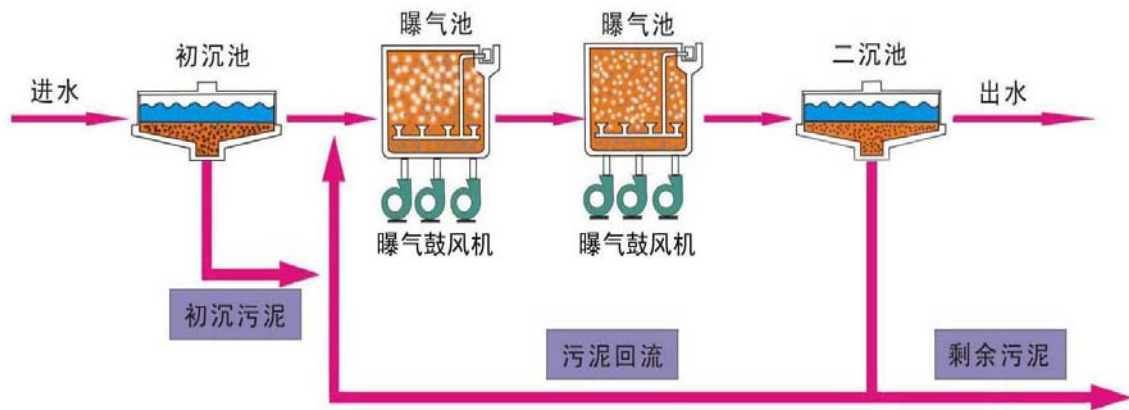 曝气池
曝气池
初沉池
二沉池
进水
出水
曝气鼓风机
曝气鼓风机
初沉污泥
污泥回流
剩余污泥